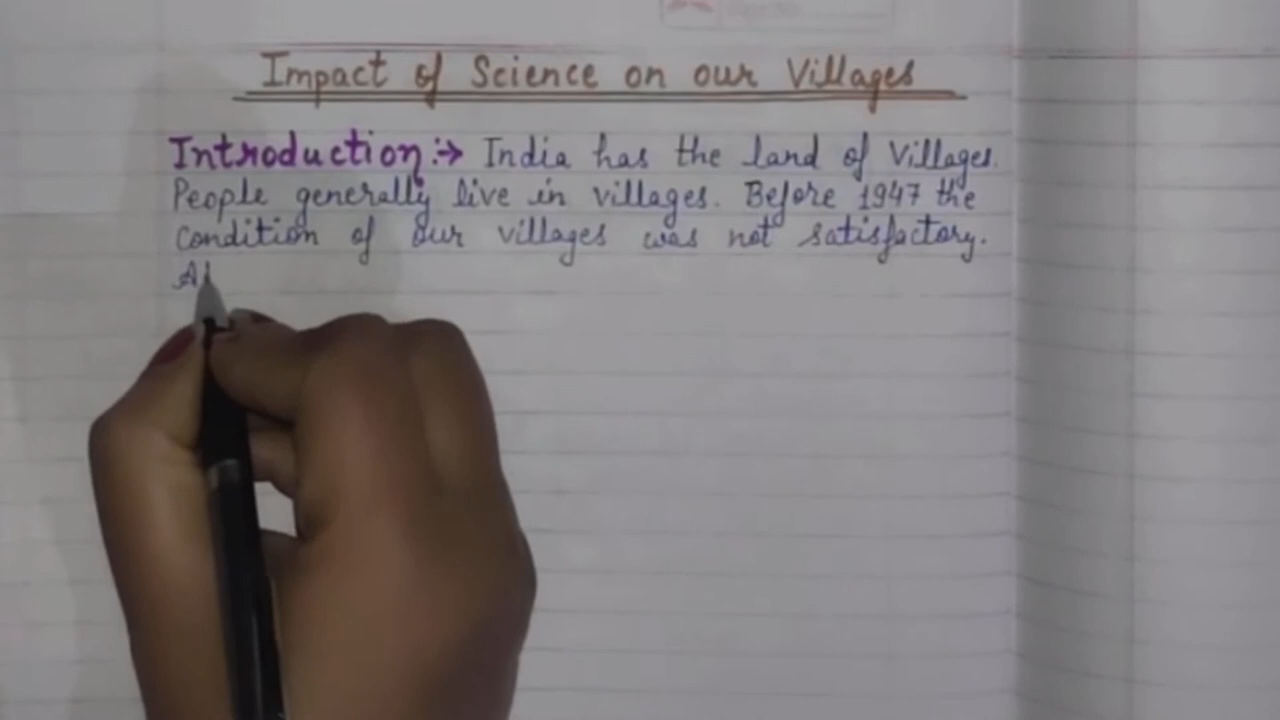 Impact of Science on our Villages
Introduction:→ India has the land of Villages.
People generally live in villages. Before 1947 the
condition of our villages was not satisfactory.